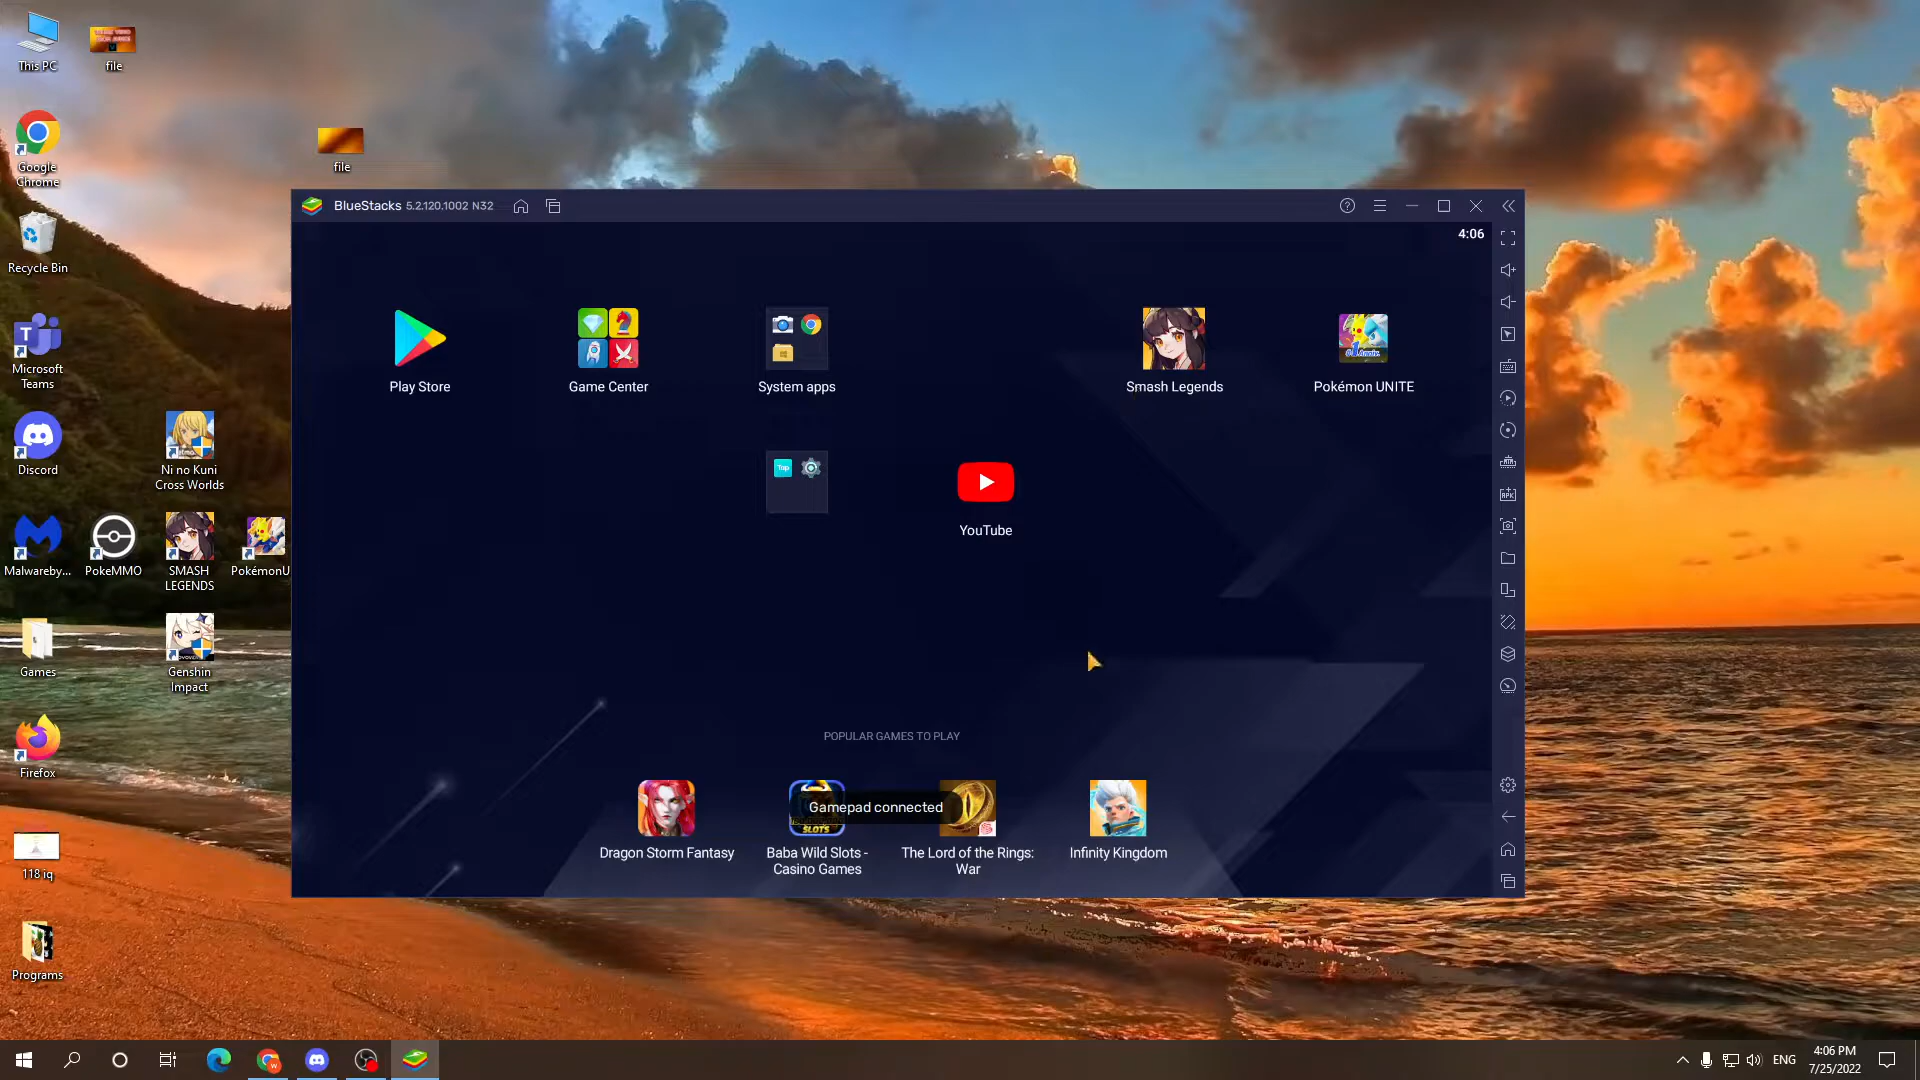 This PC
file
Google
Chrome
file
Recycle Bin
Microsoft
Teams
Discord
Ni no Kuni
Cross Worlds
Malwareby...
PokeMMO
SMASH
LEGENDS
PokémonU
Games
Genshin
Impact
Firefox
118 iq
Programs
BlueStacks 5.2.120.1002 N32
4:06
Play Store
Game Center
System apps
Smash Legends
Pokémon UNITE
Top
YouTube
POPULAR GAMES TO PLAY
Gamepad connected
SLOTS
Dragon Storm Fantasy
Baba Wild Slots -
Casino Games
The Lord of the Rings:
War
Infinity Kingdom
APK
ENG
4:06 PM
7/25/2022